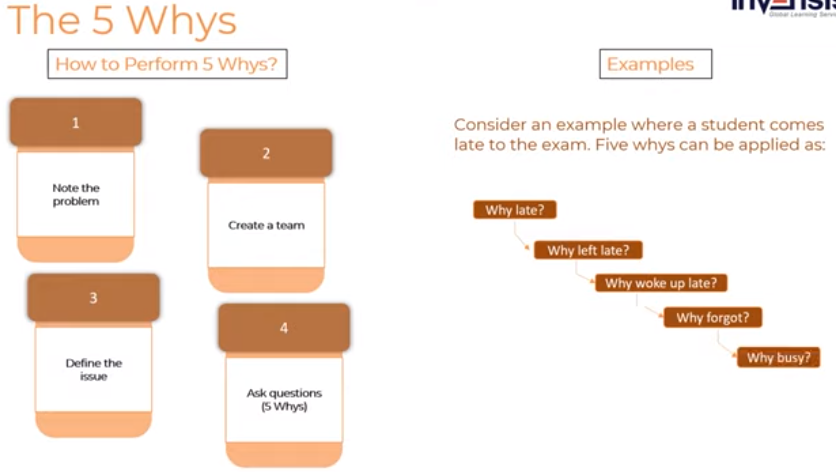 The 5 Whys
How to Perform 5 Whys?
1
Note the
problem
2
Create a team
3
Define the
issue
4
Ask questions
(5 Whys)
Examples
Consider an example where a student comes
late to the exam. Five whys can be applied as:
Why late?
Why left late?
Why woke up late?
Why forgot?
Why busy?
Global Learning